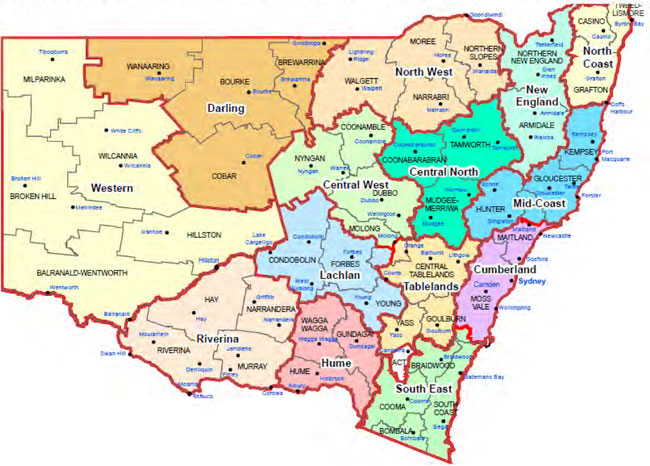 TWEED-
LISMORE
Byron Bay
CASINO
Casino
North
Coast
Grafton
GRAFTON
Coffs
Harbour
Goondiwindi
Tenterfield
NORTHERN
NEW ENGLAND
Glen
Innes
New
England
Armidale
ARMIDALE
Walcha
MOREE
Moree
NORTHERN
SLOPES
Warialda
North West
Lightning
Ridge
WALGETT
Walgett
NARRABRI
Narrabri
Goodooga
BREWARRINA
Brewarrina
WANAARING
Wanaaring
BOURKE
Bourke
Darling
COBAR
Cobar
Tibooburra
MILPARINKA
White Cliffs
WILCANNIA
Wilcannia
Western
Broken Hill
BROKEN HILL
Menindee
Ivanhoe
HILLSTON
Hillston
BALRANALD-WENTWORTH
Wentworth
Balranald
COONAMBLE
Coonamble
NYNGAN
Nyngan
Warren
Central West
DUBBO
Dubbo
Wellington
MOLONG
Molong
Gunnedah
TAMWORTH
Tamworth
Coonabarabran
COONABARABRAN
Central North
MUDGEE-
MERRIWA
Merriwa
Mudgee
KEMPSEY
Kempsey
Port
Macquarie
GLOUCESTER
Gloucester
Taree
Forster
Scone
HUNTER
Singleton
Mid-Coast
Maitland
MAITLAND
Newcastle
Gosford
Cumberland
Sydney
Camden
MOSS
VALE
Wollongong
Orange
Bathurst
Lithgow
CENTRAL
TABLELANDS
Tablelands
Cowra
YASS
Yass
GOULBURN
Goulburn
Lake
Cargelligo
CONDOBOLIN
Condobolin
FORBES
Forbes
Lachlan
West
Wyalong
Young
YOUNG
HAY
Hay
Griffith
NARRANDERA
Narrandera
Riverina
Moulamein
RIVERINA
Jerilderie
Deniliquin
MURRAY
Finley
Swan Hill
Moama
Echuca
Corowa
WAGGA
WAGGA
Wagga Wagga
GUNDAGAI
Gundagai
Hume
HUME
Holbrook
Albury
Canberra
ACT
BRAIDWOOD
Braidwood
Batemans Bay
South East
COOMA
Cooma
SOUTH
COAST
Bega
BOMBALA
Bombala